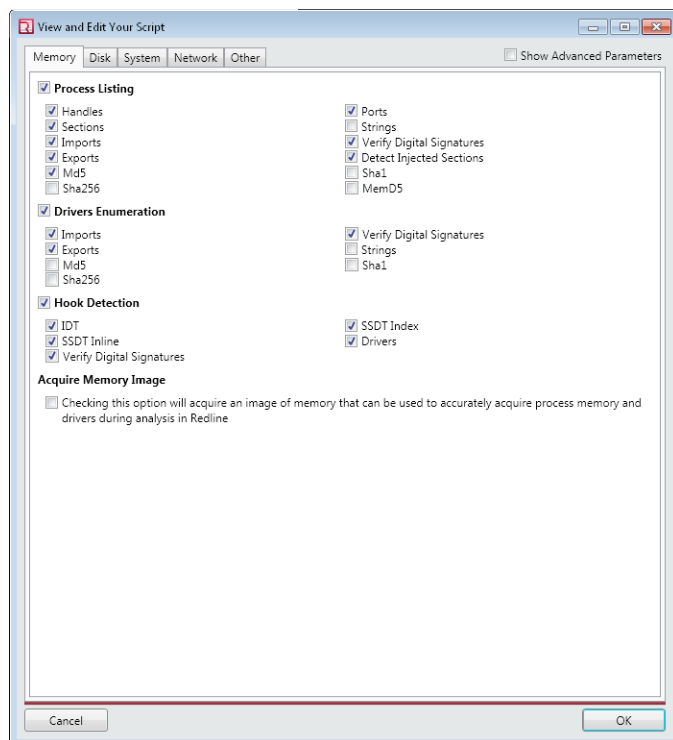 View and Edit Your Script
Memory Disk System Network Other
Show Advanced Parameters
Process Listing
Handles
Ports
Sections
Strings
Imports
Verify Digital Signatures
Exports
Detect Injected Sections
Md5
Sha1
Sha256
MemD5
Drivers Enumeration
Imports
Verify Digital Signatures
Exports
Strings
Md5
Sha1
Sha256
Hook Detection
IDT
SSDT Index
SSDT Inline
Drivers
Verify Digital Signatures
Acquire Memory Image
Checking this option will acquire an image of memory that can be used to accurately acquire process memory and
drivers during analysis in Redline
Cancel
OK